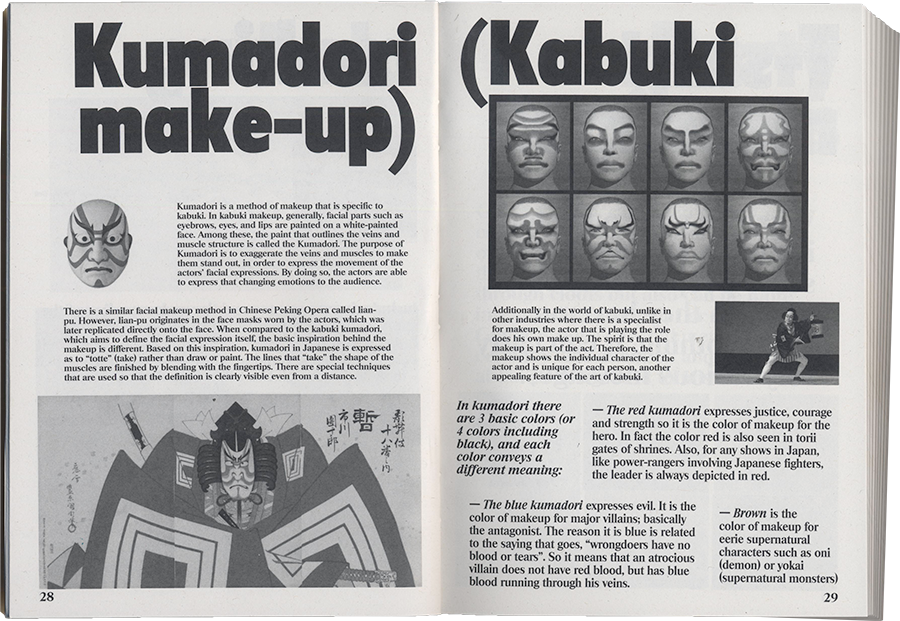 Kumadori
make-up)
Kumadori is a method of makeup that is specific to
kabuki. In kabuki makeup, generally, facial parts such as
eyebrows, eyes, and lips are painted on a white-painted
face. Among these, the paint that outlines the veins and
muscle structure is called the Kumadori. The purpose of
Kumadori is to exaggerate the veins and muscles to make
them stand out, in order to express the movement of the
actors' facial expressions. By doing so, the actors are able
to express that changing emotions to the audience.
There is a similar facial makeup method in Chinese Peking Opera called lian-
pu. However, lian-pu originates in the face masks worn by the actors, which was
later replicated directly onto the face. When compared to the kabuki kumadori,
which aims to define the facial expression itself, the basic inspiration behind the
makeup is different. Based on this inspiration, kumadori in Japanese is expressed
as to “totte” (take) rather than draw or paint. The lines that “take” the shape of the
muscles are finished by blending with the fingertips. There are special techniques
that are used so that the definition is clearly visible even from a distance.
十八番ノ内
暫
市川
團十郎
28
(Kabuki
Additionally in the world of kabuki, unlike in
other industries where there is a specialist
for makeup, the actor that is playing the role
does his own make up. The spirit is that the
makeup is part of the act. Therefore, the
makeup shows the individual character of the
actor and is unique for each person, another
appealing feature of the art of kabuki.
In kumadori there
are 3 basic colors (or
4 colors including
black), and each
color conveys a
different meaning:
— The red kumadori expresses justice, courage
and strength so it is the color of makeup for the
hero. In fact the color red is also seen in torii
gates of shrines. Also, for any shows in Japan,
like power-rangers involving Japanese fighters,
the leader is always depicted in red.
— The blue kumadori expresses evil. It is the
color of makeup for major villains; basically
the antagonist. The reason it is blue is related
to the saying that goes, “wrongdoers have no
blood or tears”. So it means that an atrocious
villain does not have red blood, but has blue
blood running through his veins.
— Brown is the
color of makeup for
eerie supernatural
characters such as oni
(demon) or yokai
(supernatural monsters)
29